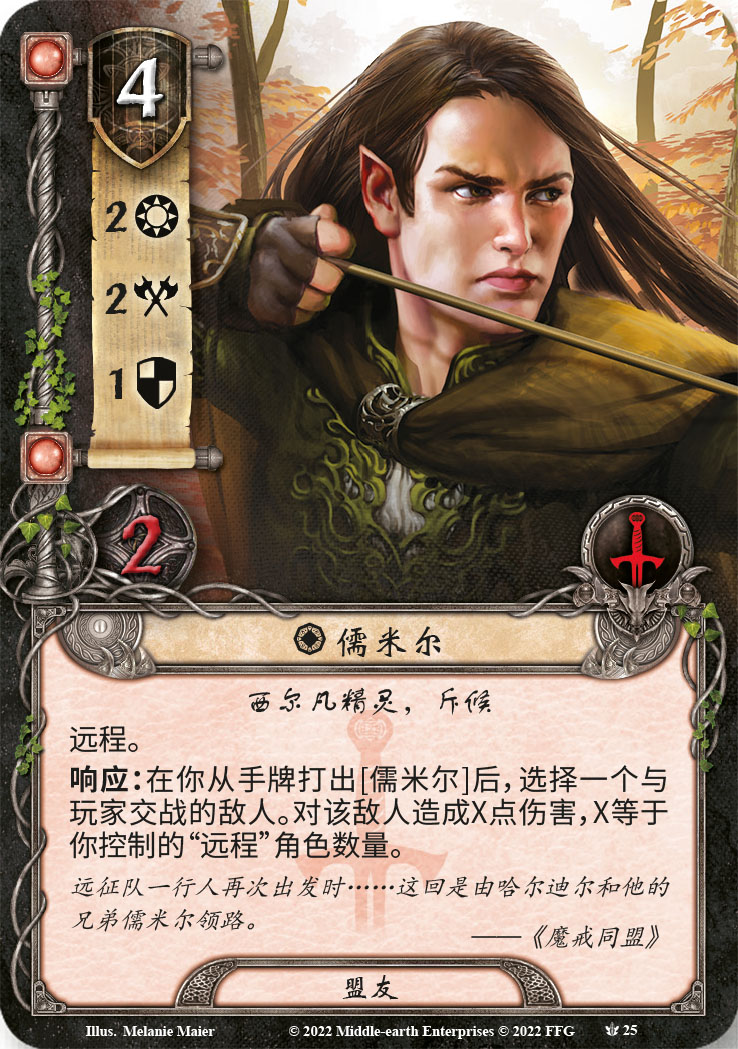 4
2
2
1
2
儒米尔
西尔凡精灵，斥候
远程。
响应：在你从手牌打出[儒米尔]后，选择一个与
玩家交战的敌人。对该敌人造成X点伤害，X等于
你控制的“远程”角色数量。
远征队一行人再次出发时……这回是由哈尔迪尔和他的
兄弟儒米尔领路。
——《魔戒同盟》
盟友
Illus. Melanie Maier © 2022 Middle-earth Enterprises © 2022 FFG 25